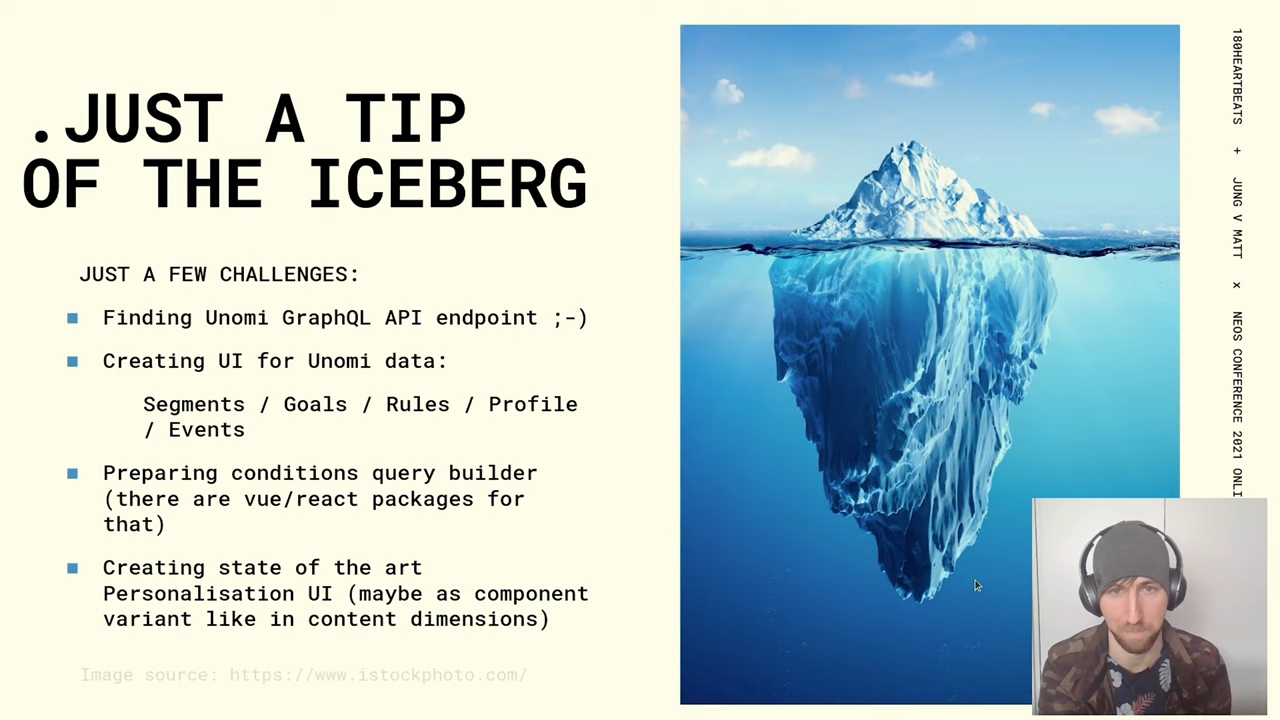 .JUST A TIP
OF THE ICEBERG
JUST A FEW CHALLENGES:
■ Finding Unomi GraphQL API endpoint ;-)
■ Creating UI for Unomi data:
Segments / Goals / Rules / Profile
/ Events
■ Preparing conditions query builder
(there are vue/react packages for
that)
■ Creating state of the art
Personalisation UI (maybe as component
variant like in content dimensions)
Image source: https://www.istockphoto.com/
180HEARTBEATS + JUNG V MATT x NEOS CONFERENCE 2021 ONLI